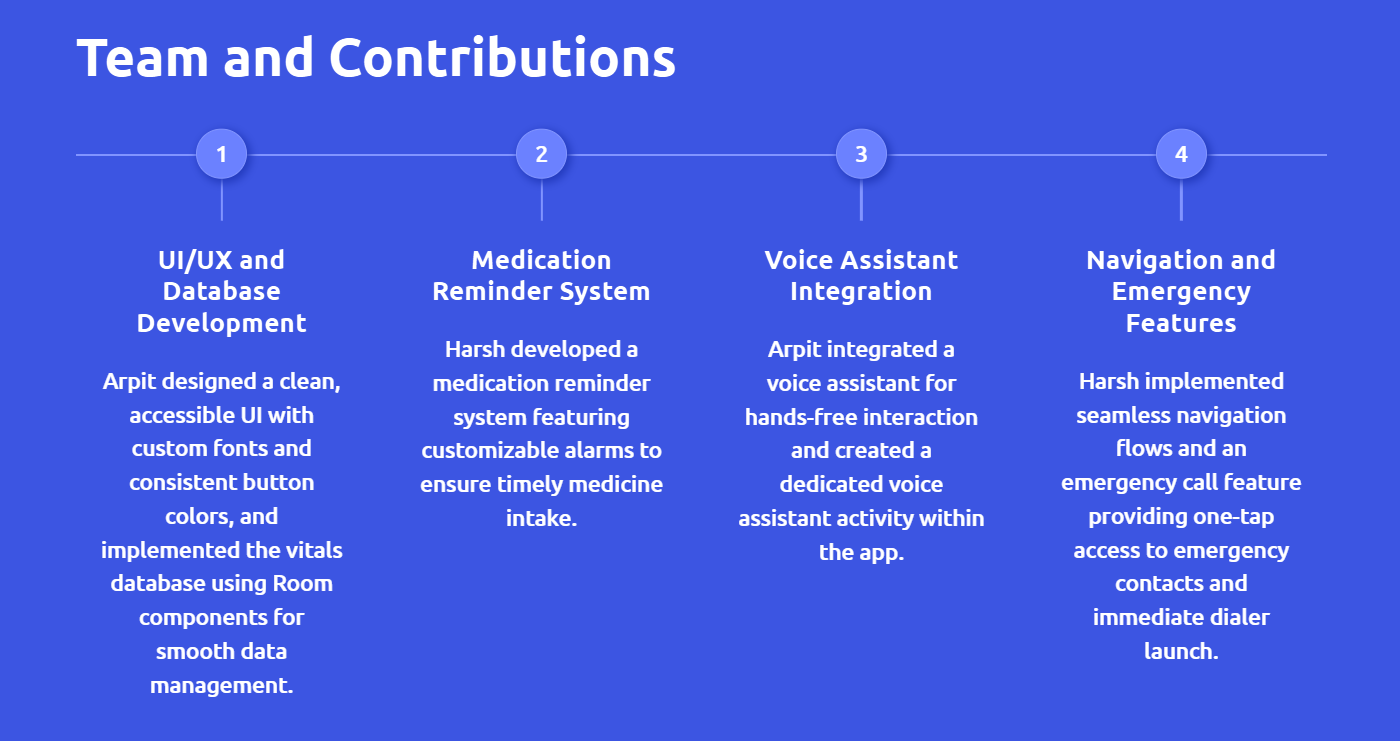 Team and Contributions
1
2
3
4
UI/UX and
Database
Development
Arpit designed a clean,
accessible UI with
custom fonts and
consistent button
colors, and
implemented the vitals
database using Room
components for
smooth data
management.
Medication
Reminder System
Harsh developed a
medication reminder
system featuring
customizable alarms to
ensure timely medicine
intake.
Voice Assistant
Integration
Arpit integrated a
voice assistant for
hands-free interaction
and created a
dedicated voice
assistant activity within
the app.
Navigation and
Emergency
Features
Harsh implemented
seamless navigation
flows and an
emergency call feature
providing one-tap
access to emergency
contacts and
immediate dialer
launch.